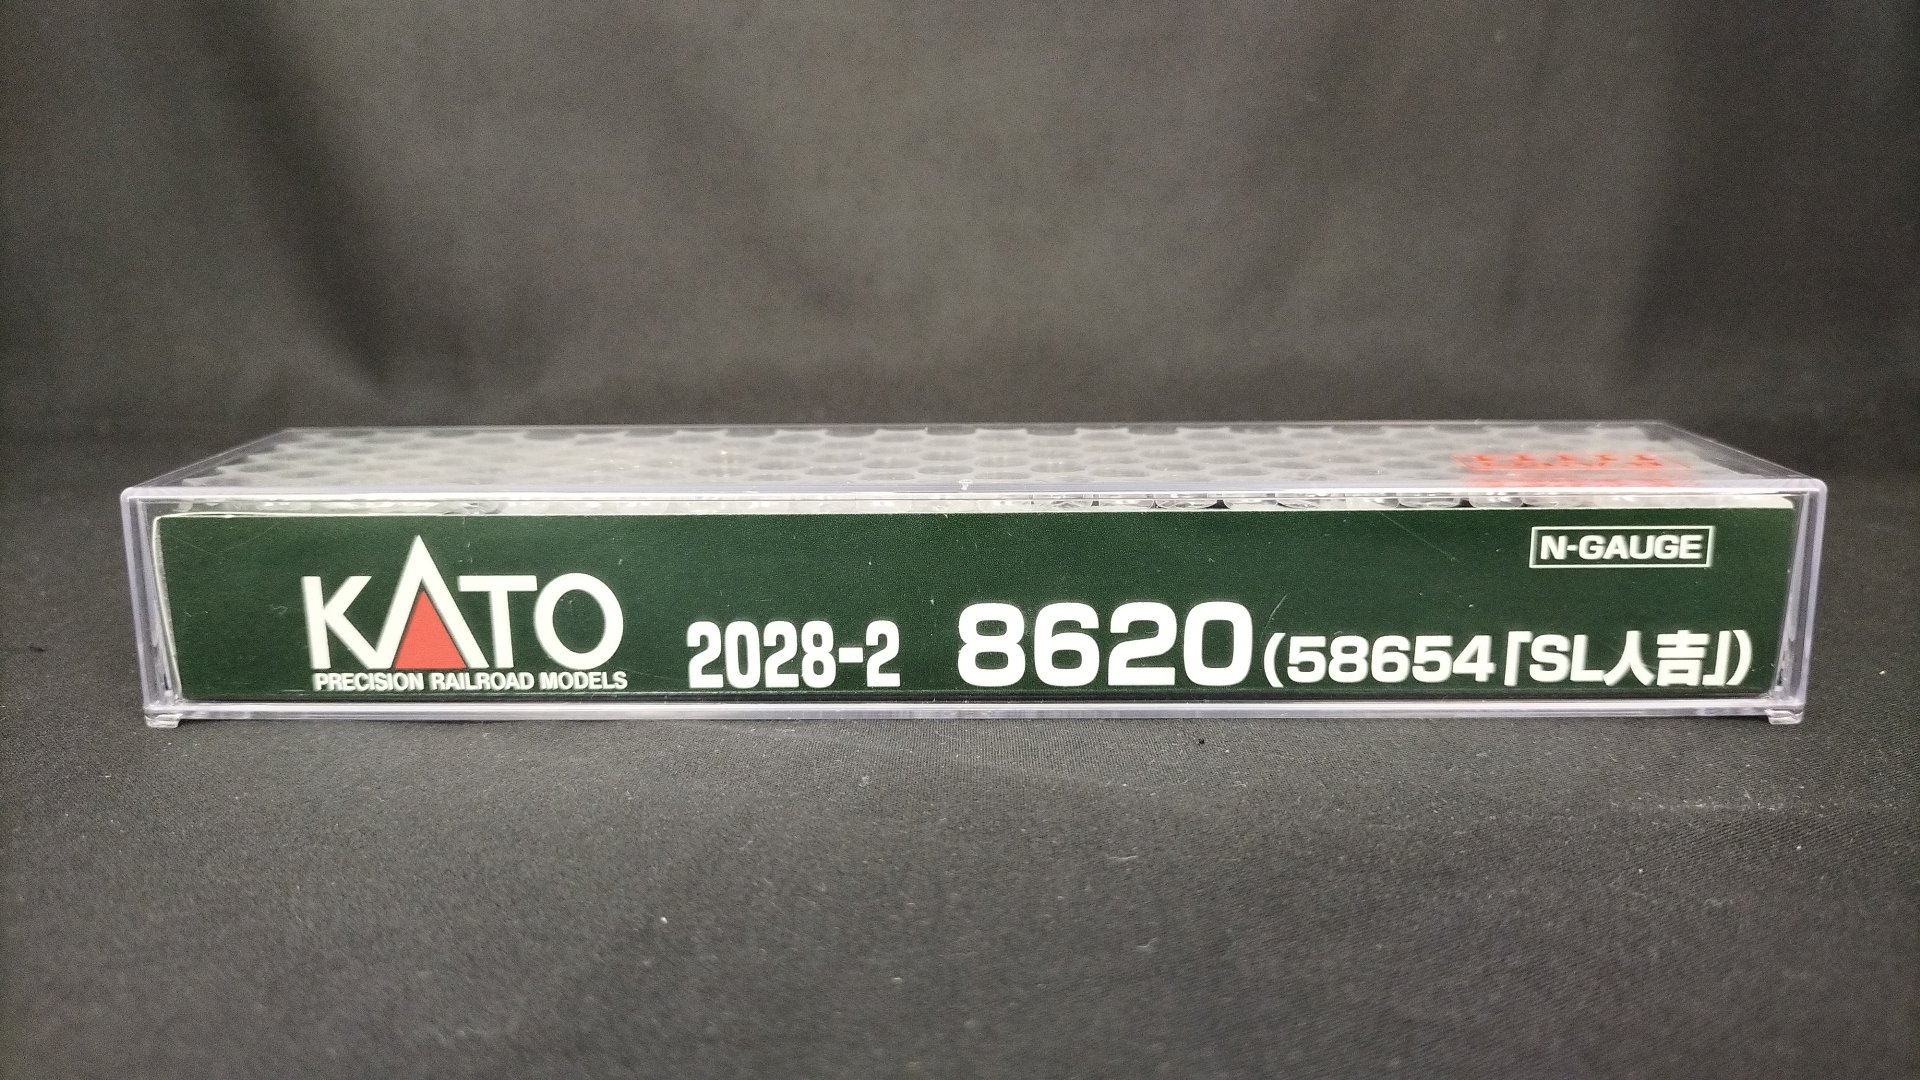 N-GAUGE
KATO 2028-2 8620(58654「SL人吉」)
PRECISION RAILROAD MODELS